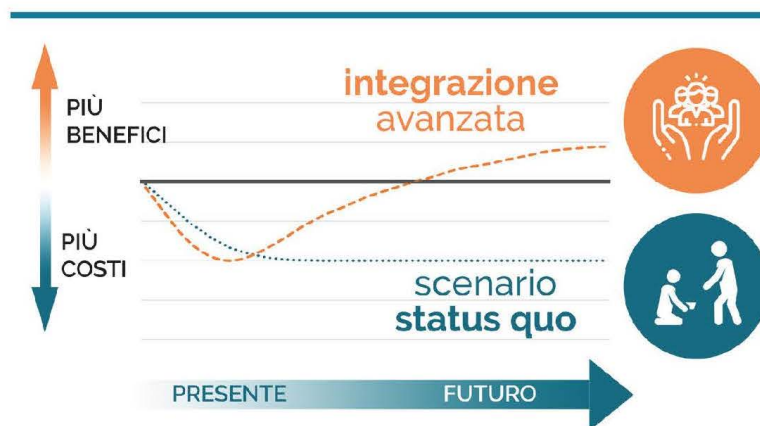 PIÙ
BENEFICI
integrazione
avanzata
PIÙ
COSTI
scenario
status quo
PRESENTE
FUTURO